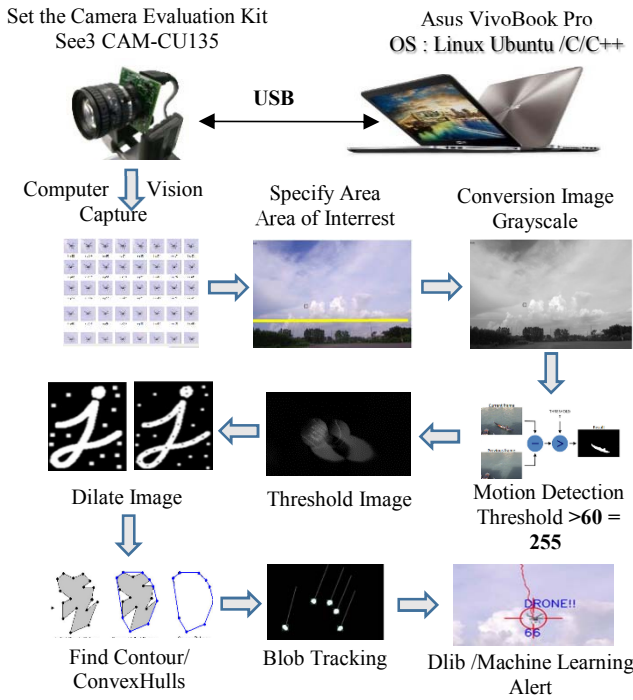 Set the Camera Evaluation Kit
See3 CAM-CU135
Asus VivoBook Pro
OS : Linux Ubuntu /C/C++
USB
Computer Vision
Capture
Specify Area
Area of Interrest
Conversion Image
Grayscale
Dilate Image
Threshold Image
Motion Detection
Threshold >60 =
255
Find Contour/
ConvexHulls
Blob Tracking
DRONE!!
66
Dlib /Machine Learning
Alert